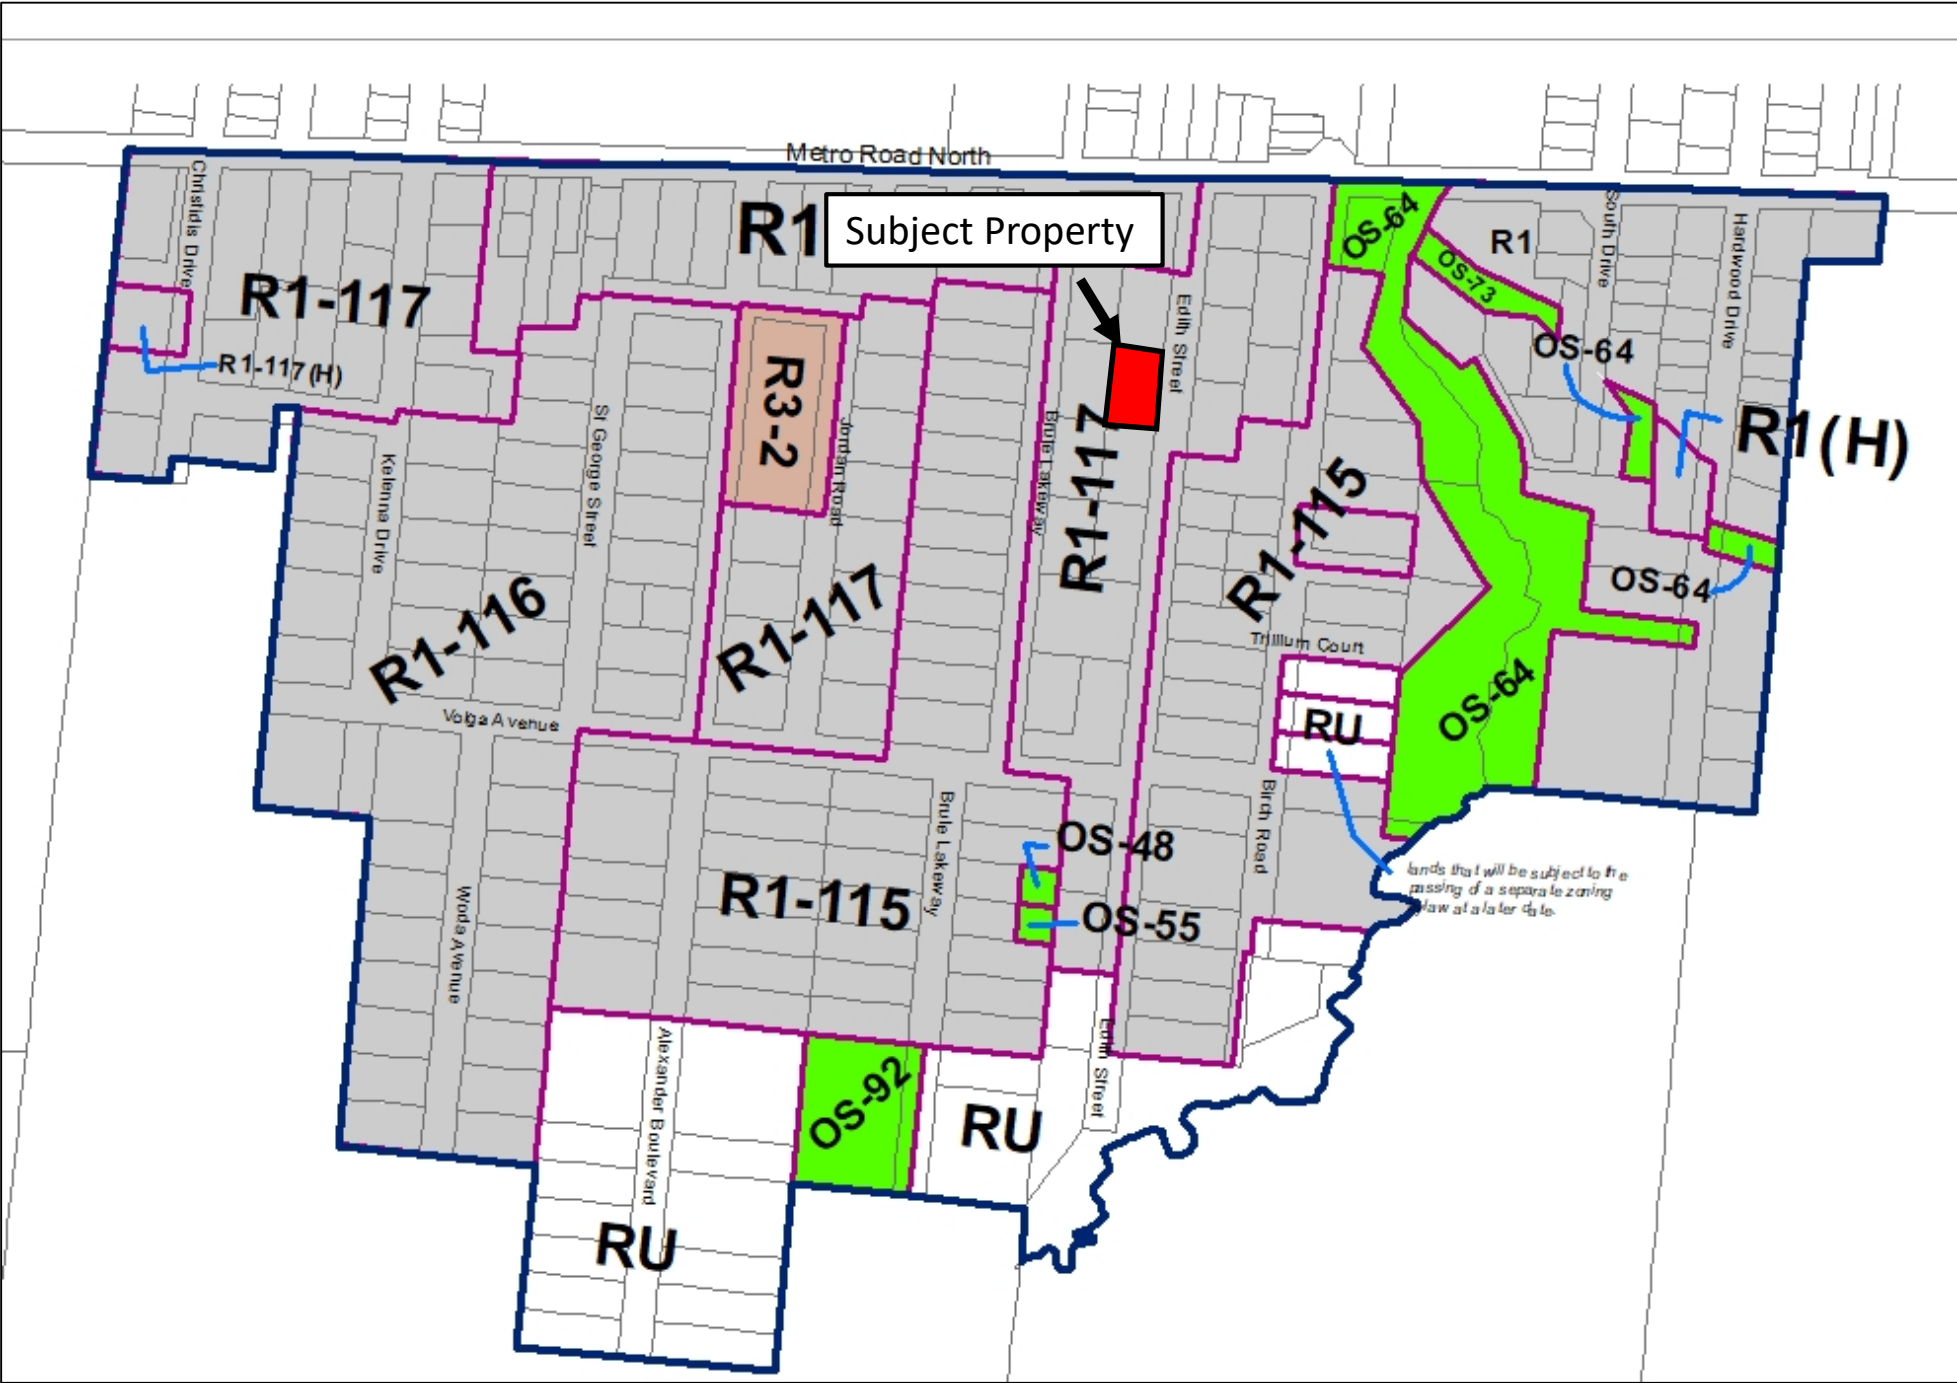 Metro Road North
Christidis Drive
R1
Subject Property
OS-64
R1
South Drive
Hardwood Drive
OS-73
R1-117
Edith Street
OS-64
R1-117(H)
R3-2
R1(H)
St George Street
Jordan Road
Brule Lakeway
R1-117
Kelenna Drive
R1-115
OS-64
R1-116
R1-117
Trillium Court
OS-64
RU
Volga Avenue
Birch Road
Brule Lakeway
OS-48
lands that will be subject to the
passing of a separate zoning
bylaw at a later date.
R1-115
OS-55
Woda Avenue
Edith Street
Alexander Boulevard
OS-92
RU
RU